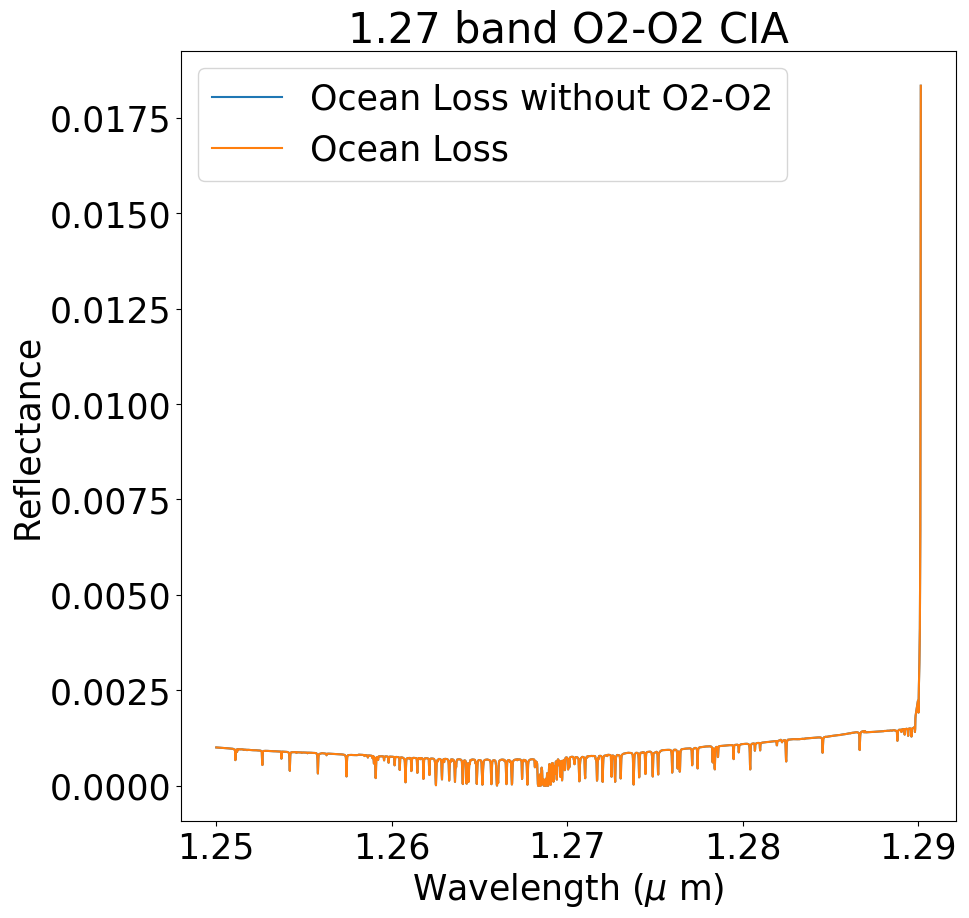 1.27 band O2-O2 CIA
Ocean Loss without O2-O2
Ocean Loss
0.0175
0.0150
0.0125
0.0100
0.0075
0.0050
0.0025
0.0000
Reflectance
1.25 1.26 1.27 1.28 1.29
Wavelength (μ m)